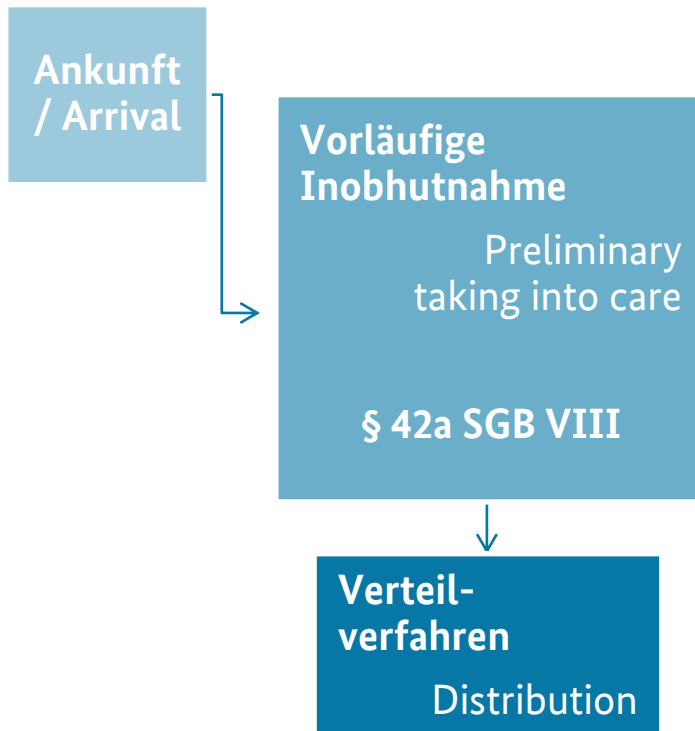 Ankunft
/ Arrival
Vorläufige
Inobhutnahme
Preliminary
taking into care
§ 42a SGB VIII
Verteil-
verfahren
Distribution